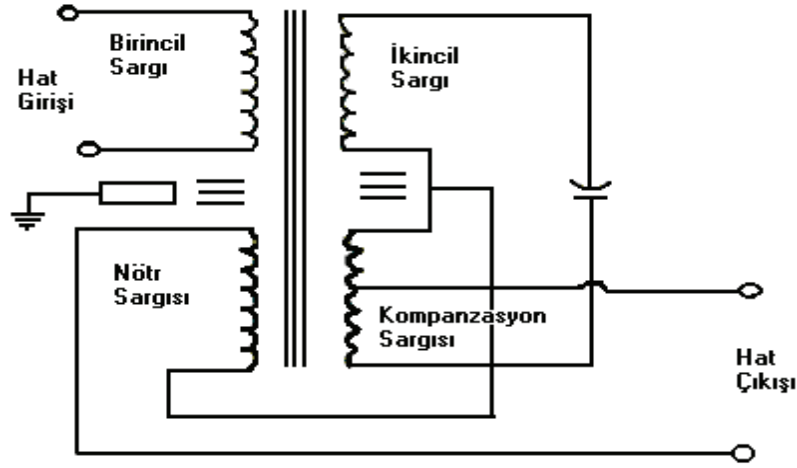 Birincil
Sargı
İkincil
Sargı
Hat
Girişi
Nötr
Sargısı
Kompanzasyon
Sargısı
Hat
Çıkışı